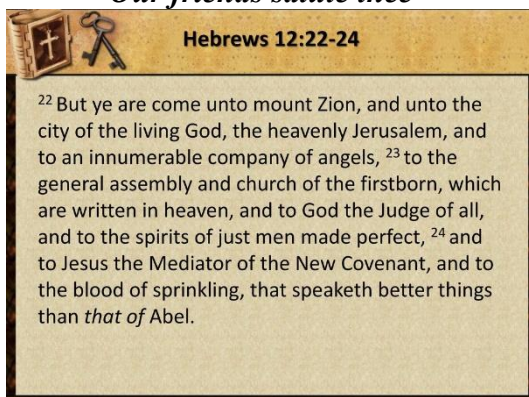 Our friends salute thee
Hebrews 12:22-24
22 But ye are come unto mount Zion, and unto the
city of the living God, the heavenly Jerusalem, and
to an innumerable company of angels, 23 to the
general assembly and church of the firstborn, which
are written in heaven, and to God the Judge of all,
and to the spirits of just men made perfect, 24 and
to Jesus the Mediator of the New Covenant, and to
the blood of sprinkling, that speaketh better things
than that of Abel.